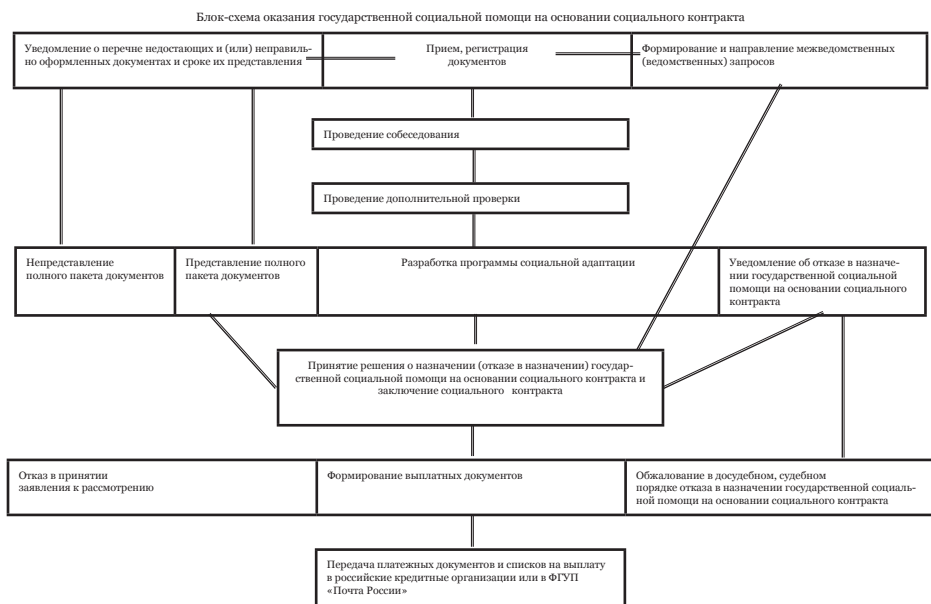 Блок-схема оказания государственной социальной помощи на основании социального контракта
Уведомление о перечне недостающих и (или) неправиль-
но оформленных документах и сроке их представления
Прием, регистрация
документов
Формирование и направление межведомственных
(ведомственных) запросов
Проведение собеседования
Проведение дополнительной проверки
Непредставление
полного пакета документов
Представление полного
пакета документов
Разработка программы социальной адаптации
Уведомление об отказе в назначе-
нии государственной социальной
помощи на основании социального
контракта
Принятие решения о назначении (отказе в назначении) государ-
ственной социальной помощи на основании социального контракта и
заключение социального контракта
Отказ в принятии
заявления к рассмотрению
Формирование выплатных документов
Обжалование в досудебном, судебном
порядке отказа в назначении государственной социаль-
ной помощи на основании социального контракта
Передача платежных документов и списков на выплату
в российские кредитные организации или в ФГУП
«Почта России»